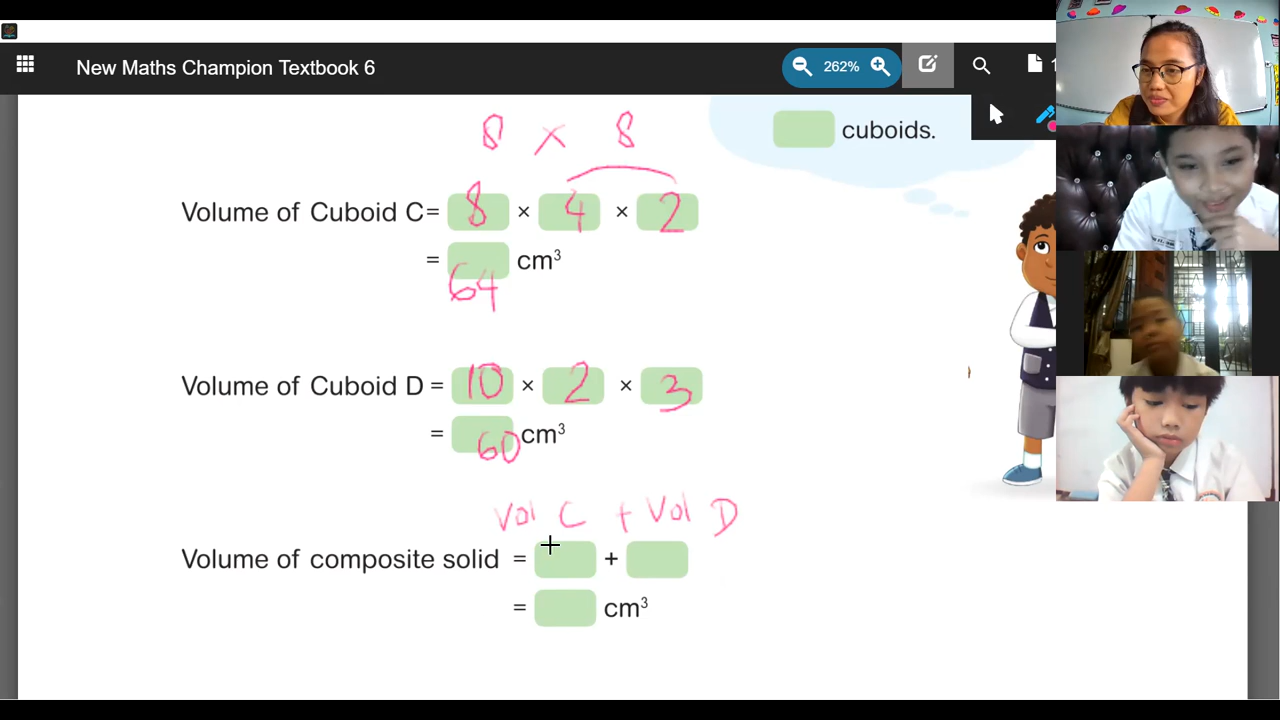 New Maths Champion Textbook 6
262%
8 × 8
cuboids.
Volume of Cuboid C= 8 × 4 × 2
= 64 cm³
Volume of Cuboid D = 10 × 2 × 3
= 60 cm³
Vol C + Vol D
Volume of composite solid = +
= cm³